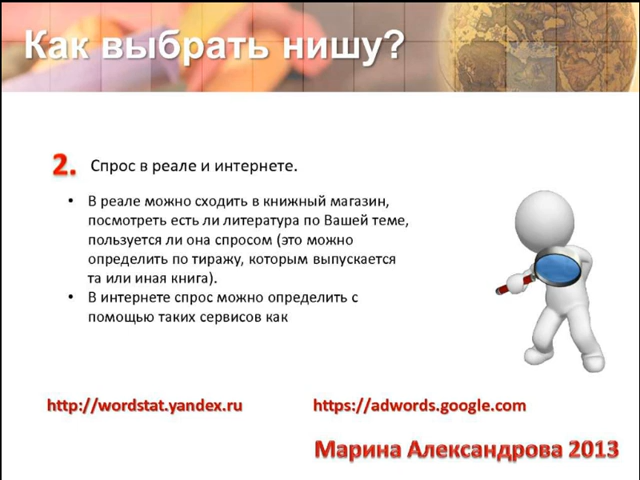 Как выбрать нишу?
2. Спрос в реале и интернете.
• В реале можно сходить в книжный магазин,
посмотреть есть ли литература по Вашей теме,
пользуется ли она спросом (это можно
определить по тиражу, которым выпускается
та или иная книга).
• В интернете спрос можно определить с
помощью таких сервисов как
http://wordstat.yandex.ru https://adwords.google.com
Марина Александрова 2013